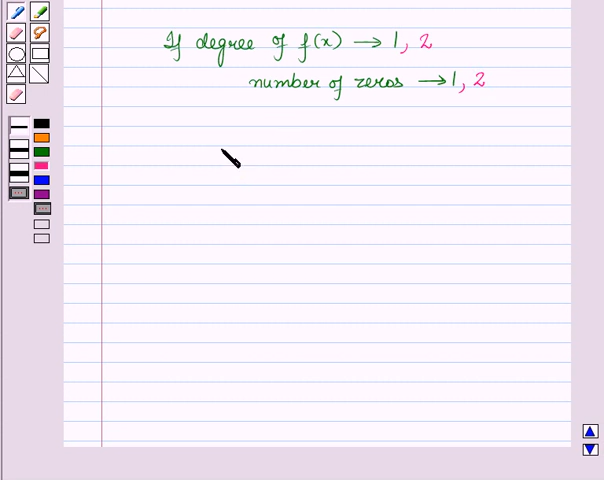 If degree of f(x) → 1, 2
number of zeros → 1, 2